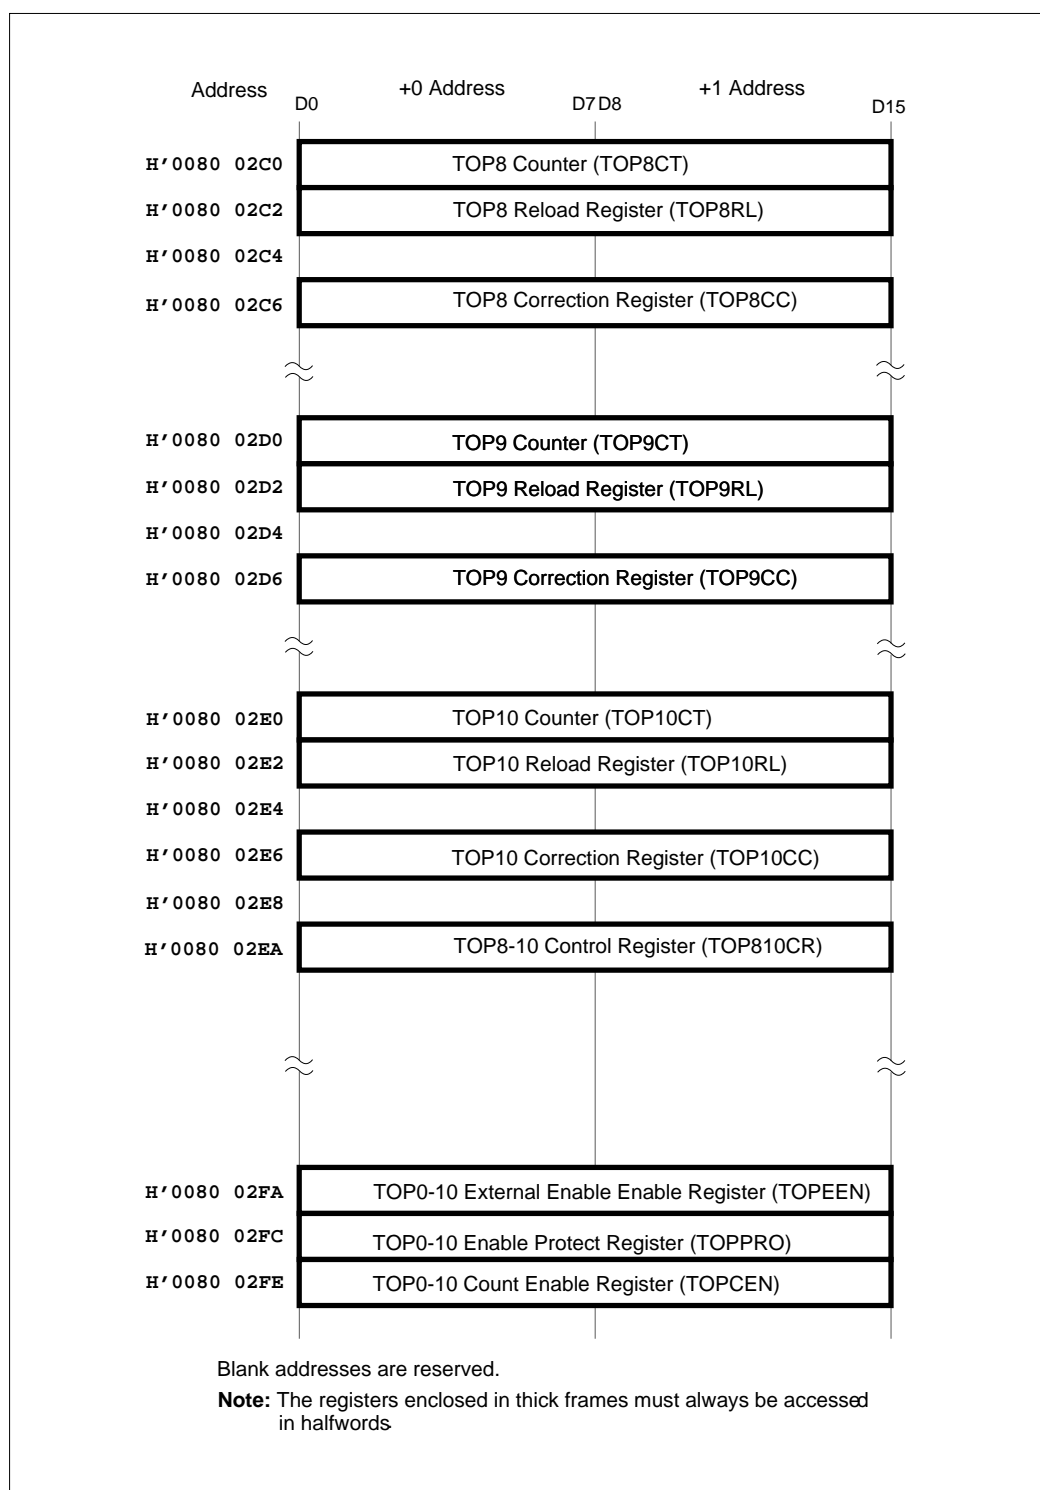 Address +0 Address +1 Address
D0 D7 D8 D15
H'0080 02C0 TOP8 Counter (TOP8CT)
H'0080 02C2 TOP8 Reload Register (TOP8RL)
H'0080 02C4
H'0080 02C6 TOP8 Correction Register (TOP8CC)
H'0080 02D0 TOP9 Counter (TOP9CT)
H'0080 02D2 TOP9 Reload Register (TOP9RL)
H'0080 02D4
H'0080 02D6 TOP9 Correction Register (TOP9CC)
H'0080 02E0 TOP10 Counter (TOP10CT)
H'0080 02E2 TOP10 Reload Register (TOP10RL)
H'0080 02E4
H'0080 02E6 TOP10 Correction Register (TOP10CC)
H'0080 02E8
H'0080 02EA TOP8-10 Control Register (TOP810CR)
H'0080 02FA TOP0-10 External Enable Enable Register (TOPEEN)
H'0080 02FC TOP0-10 Enable Protect Register (TOPPRO)
H'0080 02FE TOP0-10 Count Enable Register (TOPCEN)
Blank addresses are reserved.
Note: The registers enclosed in thick frames must always be accessed
in halfwords.